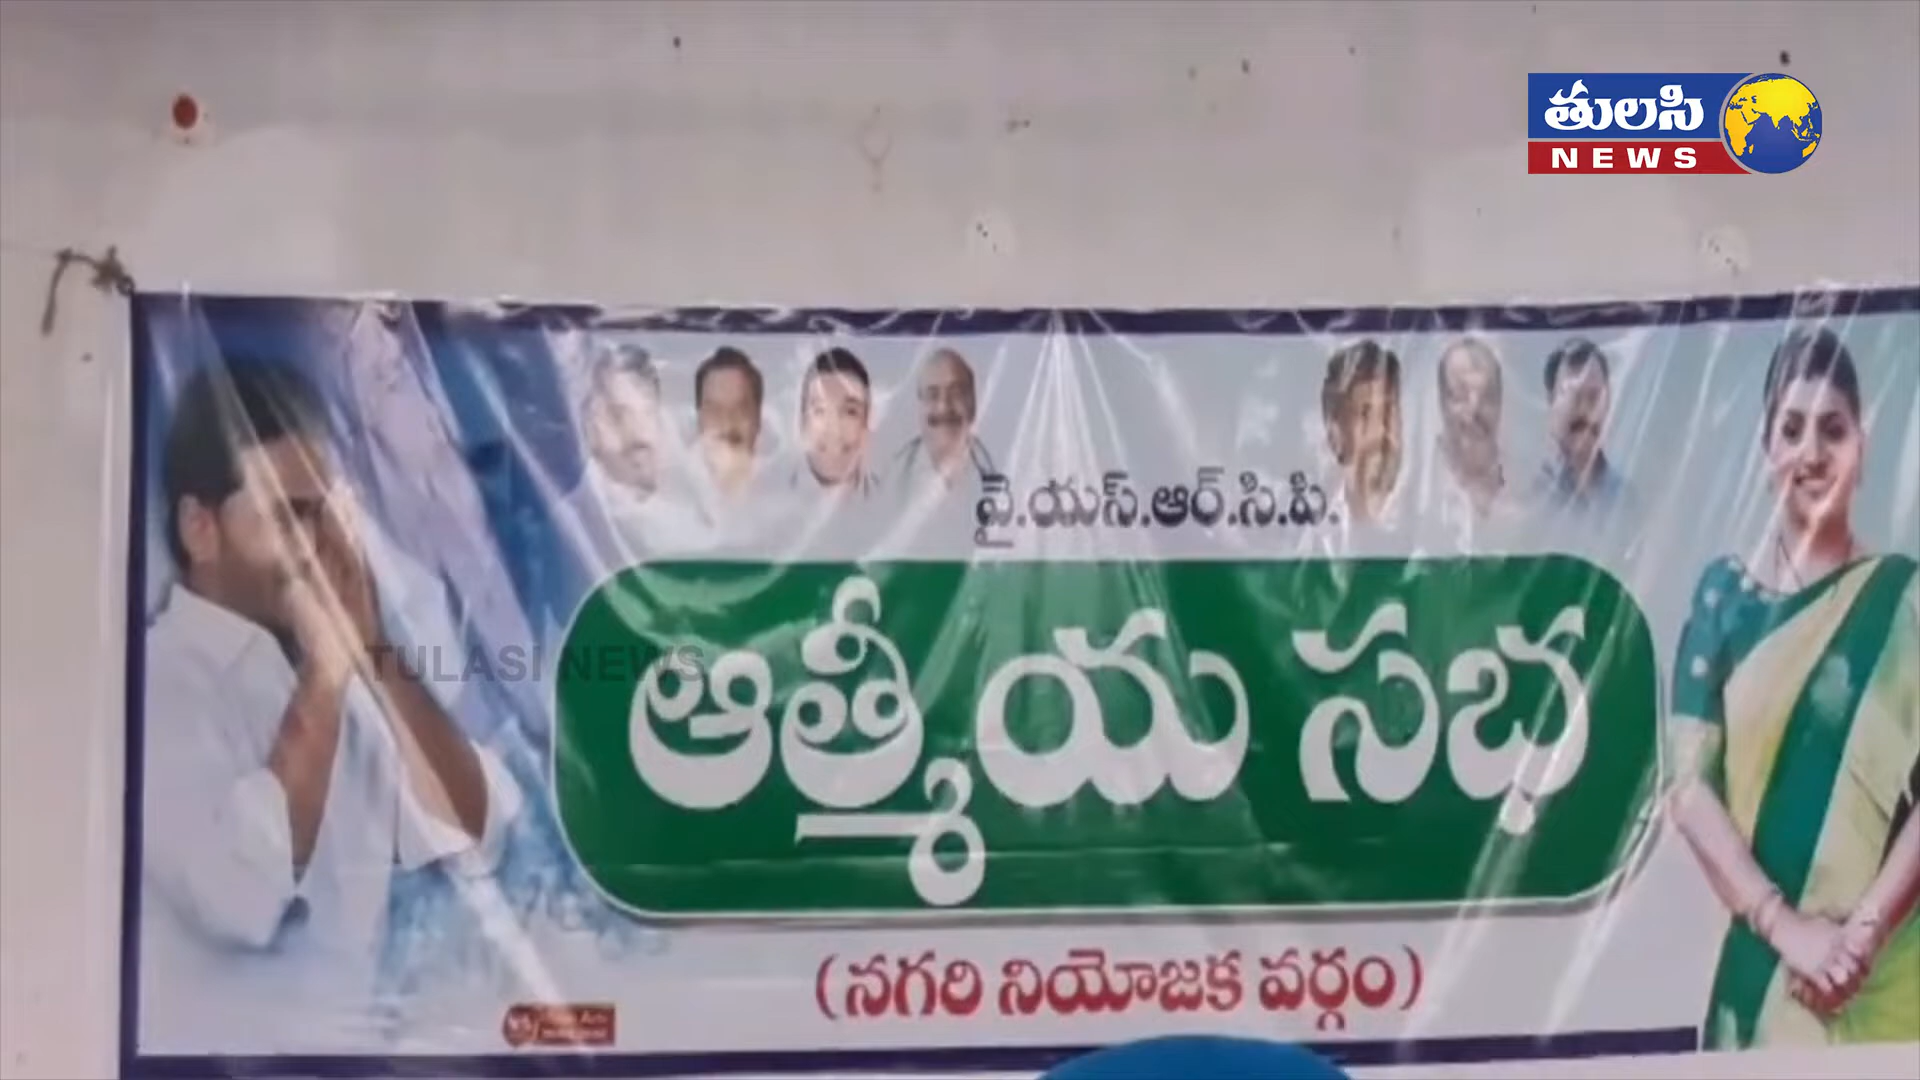 తులసి
NEWS
వై.యస్.ఆర్.సి.పి.
TULASI NEWS
ఆత్మీయ సభ
(నగరి నియోజక వర్గం)